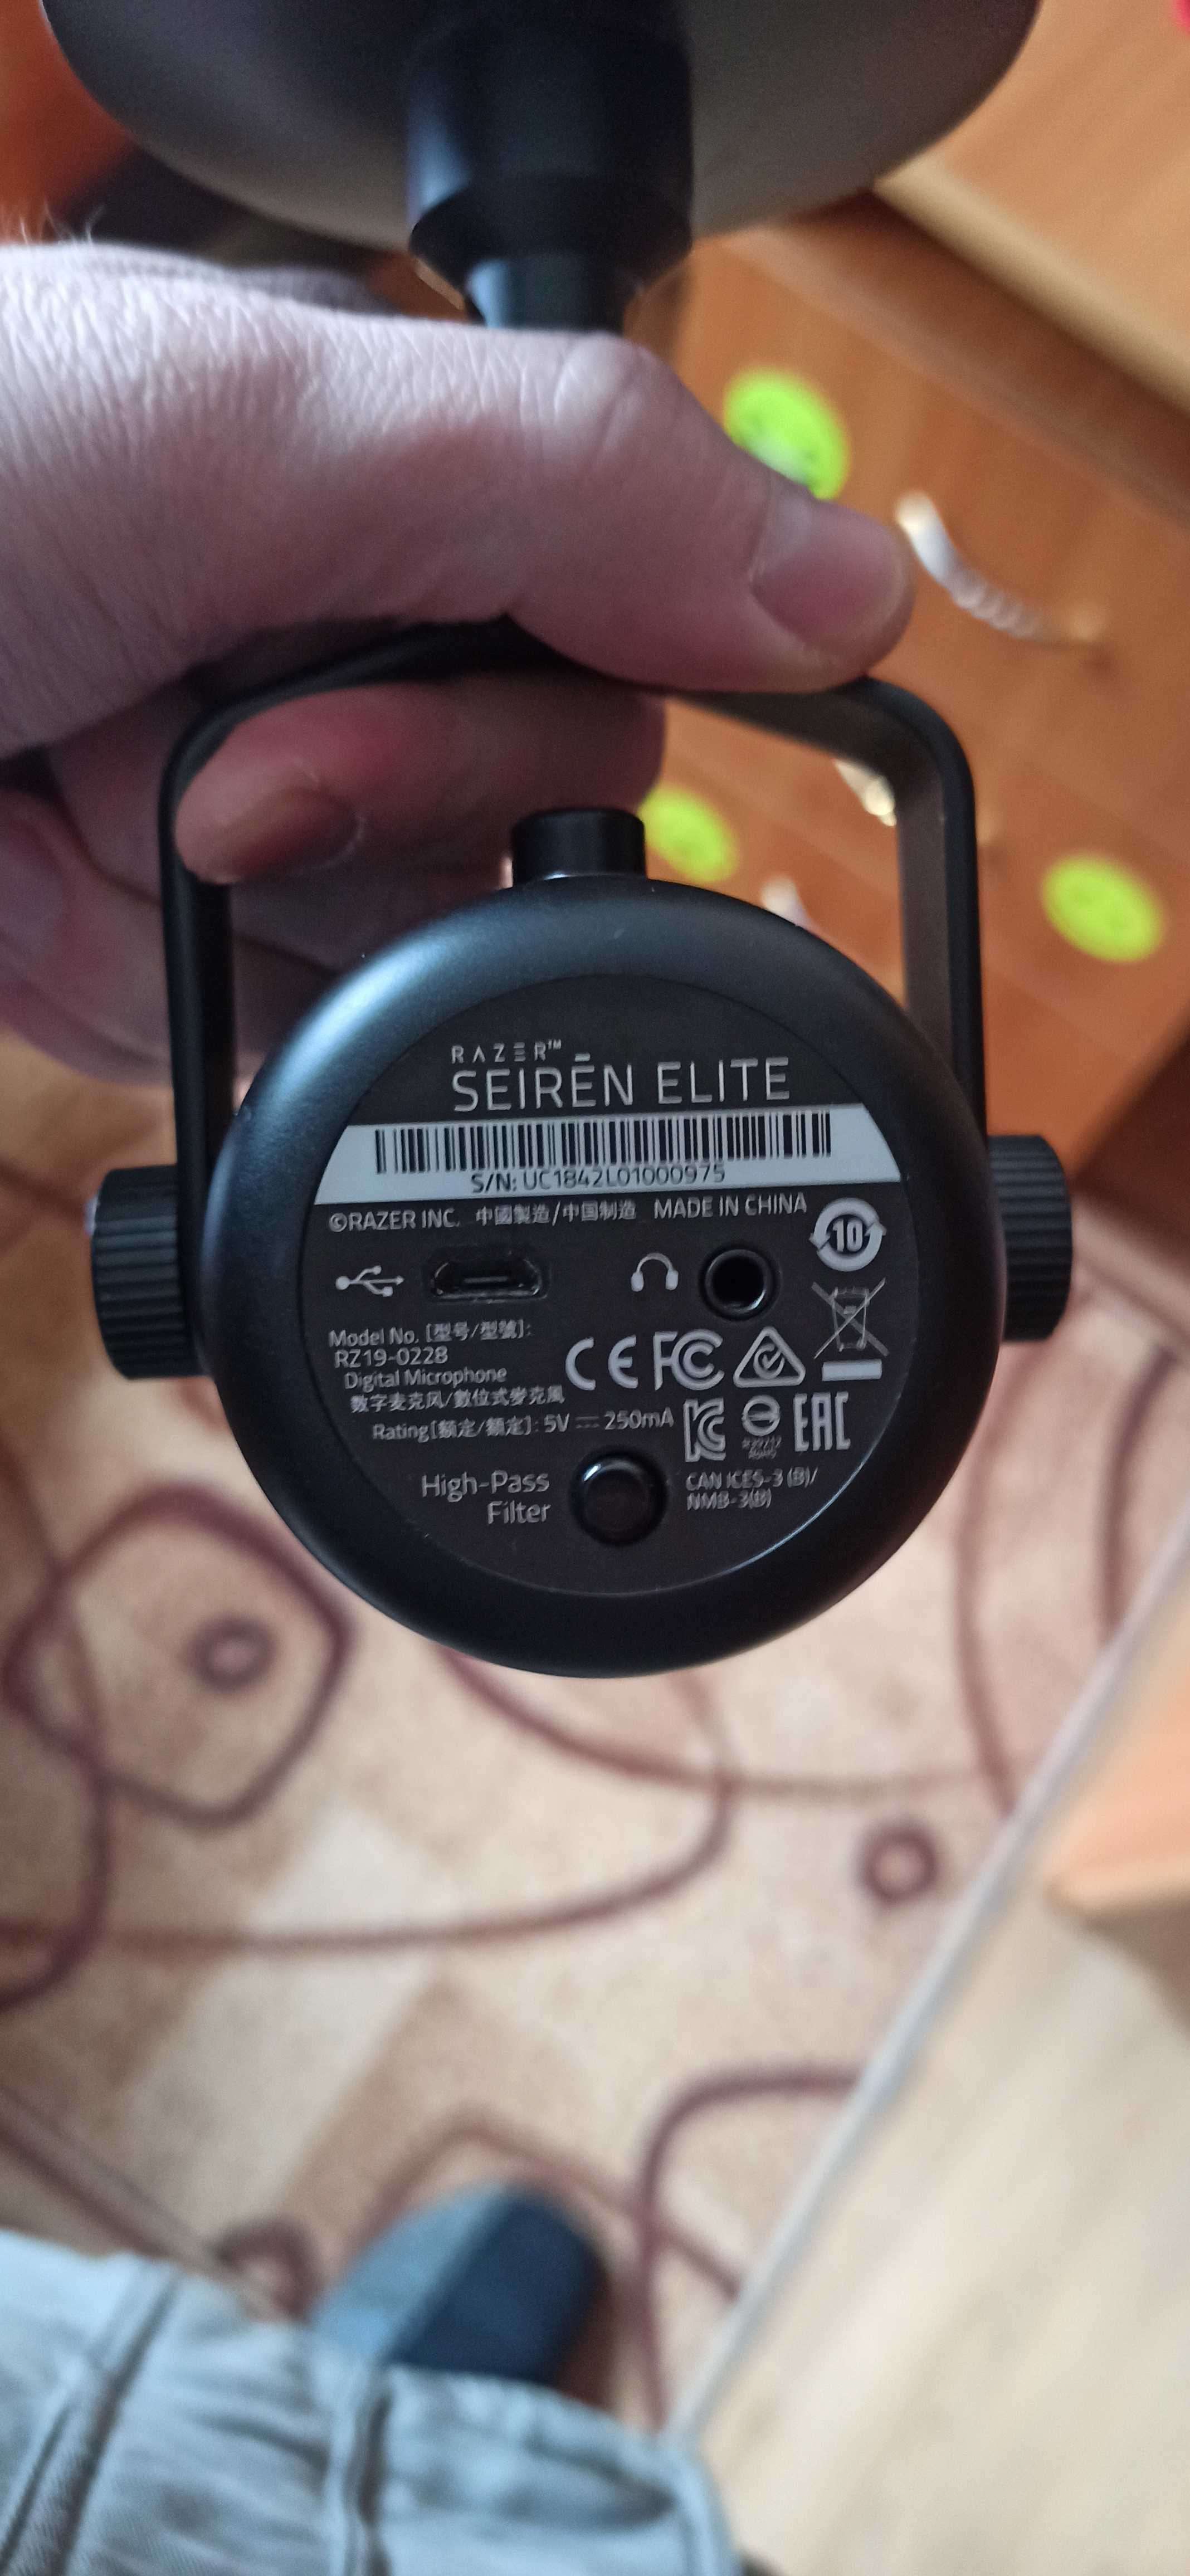 RAZER™
SEIRĒN ELITE
S/N: UC1842L01000975
©RAZER INC. 中國製造/中国制造 MADE IN CHINA
10
Model No. [型号/型號]:
RZ19-0228
Digital Microphone
数字麦克风/數位式麥克風
Rating[额定/額定]: 5V ⎓ 250mA
CE FC
KC EAC
RoHS
High-Pass
Filter
CAN ICES-3 (B)/
NMB-3(B)